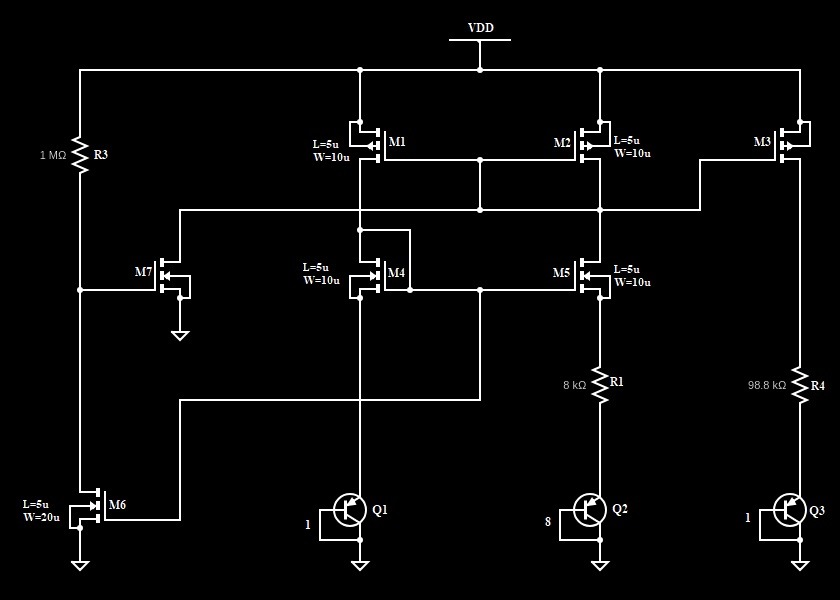 VDD
L=5u
W=10u
M1
M2
L=5u
W=10u
M3
1 MΩ
R3
M7
L=5u
W=10u
M4
M5
L=5u
W=10u
8 kΩ
R1
98.8 kΩ
R4
L=5u
W=20u
M6
1
Q1
8
Q2
1
Q3